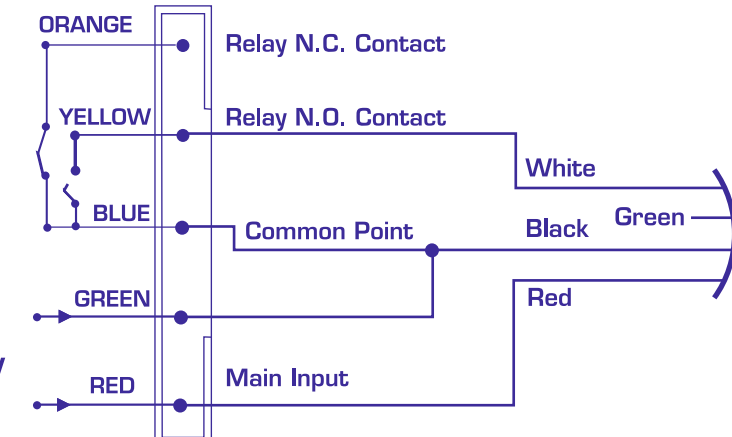 ORANGE
Relay N.C. Contact
YELLOW
Relay N.O. Contact
White
BLUE
Common Point
Black
Green
GREEN
Red
RED
Main Input